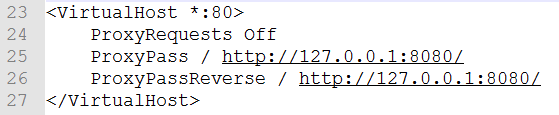 23 <VirtualHost *:80>
24     ProxyRequests Off
25     ProxyPass / http://127.0.0.1:8080/
26     ProxyPassReverse / http://127.0.0.1:8080/
27 </VirtualHost>